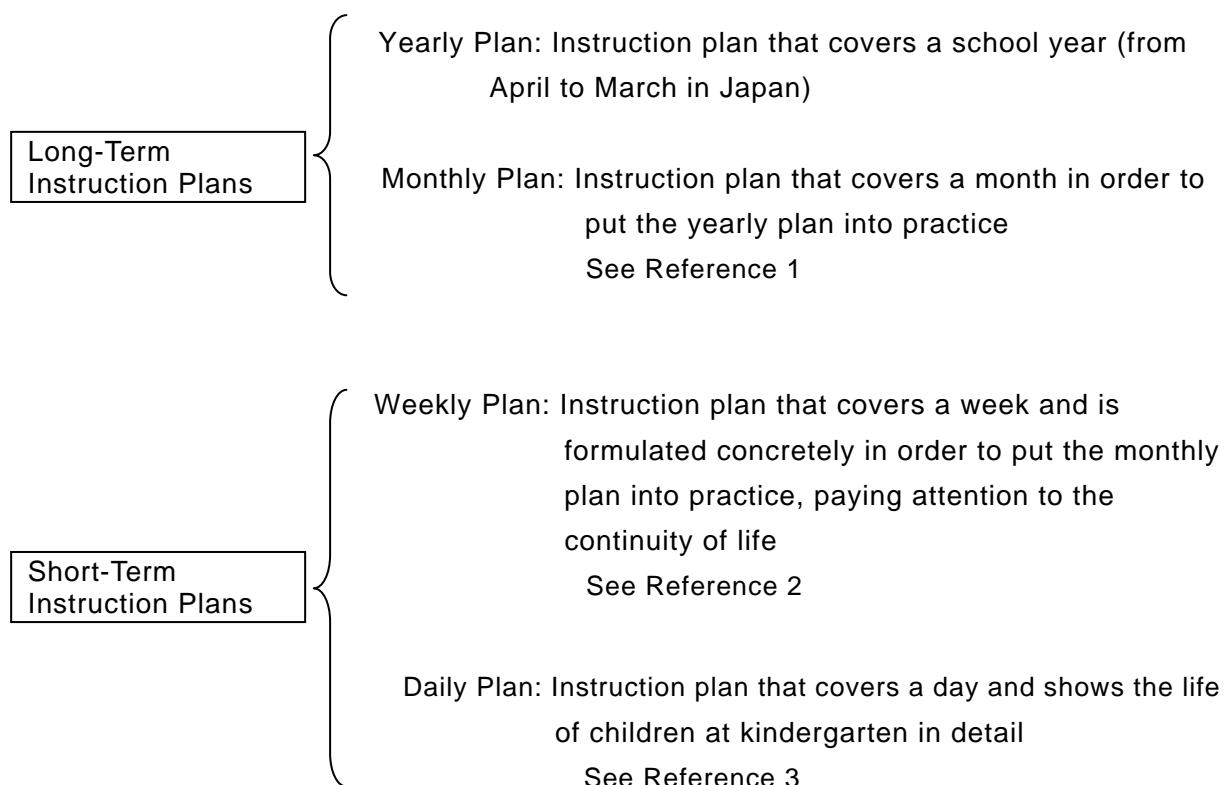 Yearly Plan: Instruction plan that covers a school year (from
April to March in Japan)
Long-Term
Instruction Plans
Monthly Plan: Instruction plan that covers a month in order to
put the yearly plan into practice
See Reference 1
Weekly Plan: Instruction plan that covers a week and is
formulated concretely in order to put the monthly
plan into practice, paying attention to the
continuity of life
See Reference 2
Short-Term
Instruction Plans
Daily Plan: Instruction plan that covers a day and shows the life
of children at kindergarten in detail
See Reference 3